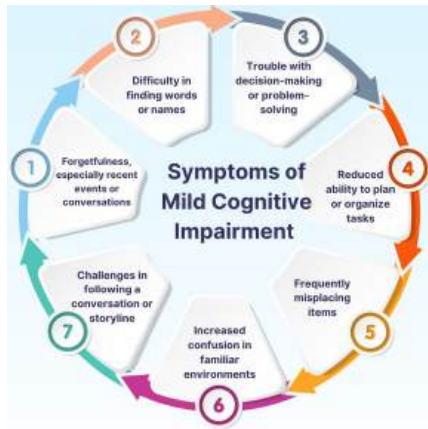 Symptoms of
Mild Cognitive
Impairment
1
Forgetfulness,
especially recent
events or
conversations
2
Difficulty in
finding words
or names
3
Trouble with
decision-making
or problem-
solving
4
Reduced
ability to plan
or organize
tasks
5
Frequently
misplacing
items
6
Increased
confusion in
familiar
environments
7
Challenges in
following a
conversation or
storyline